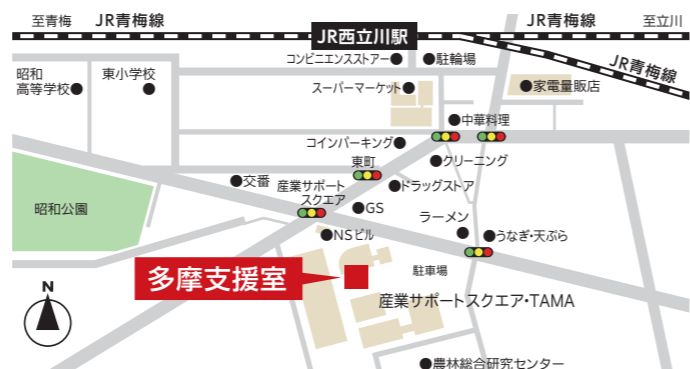 至青梅
JR青梅線
JR青梅線
至立川
JR西立川駅
コンビニエンスストアー
駐輪場
JR青梅線
昭和
高等学校
東小学校
スーパーマーケット
家電量販店
中華料理
コインパーキング
東町
クリーニング
交番
産業サポート
スクエア
ドラッグストア
昭和公園
GS
ラーメン
NSビル
うなぎ・天ぷら
多摩支援室
駐車場
産業サポートスクエア・TAMA
N
農林総合研究センター